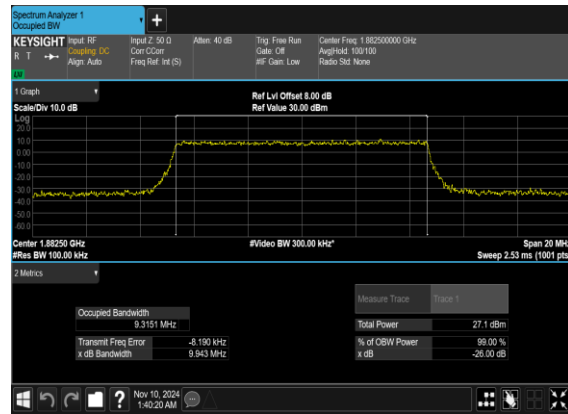 Spectrum Analyzer 1
Occupied BW
+
KEYSIGHT Input: RF Input Z: 50 Ω Atten: 40 dB Trig: Free Run Center Freq: 1.882500000 GHz
R T Coupling: DC Corr CCorr Gate: Off Avg|Hold: 100/100
Align: Auto Freq Ref: Int (S) #IF Gain: Low Radio Std: None
LW
1 Graph
Ref Lvl Offset 8.00 dB
Scale/Div 10.0 dB Ref Value 30.00 dBm
Log
20.0
10.0
0.00
-10.0
-20.0
-30.0
-40.0
-50.0
-60.0
Center 1.88250 GHz #Video BW 300.00 kHz* Span 20 MHz
#Res BW 100.00 kHz Sweep 2.53 ms (1001 pts
2 Metrics
Measure Trace Trace 1
Occupied Bandwidth
9.3151 MHz Total Power 27.1 dBm
Transmit Freq Error -8.190 kHz % of OBW Power 99.00 %
x dB Bandwidth 9.943 MHz x dB -26.00 dB
? Nov 10, 2024
1:40:20 AM